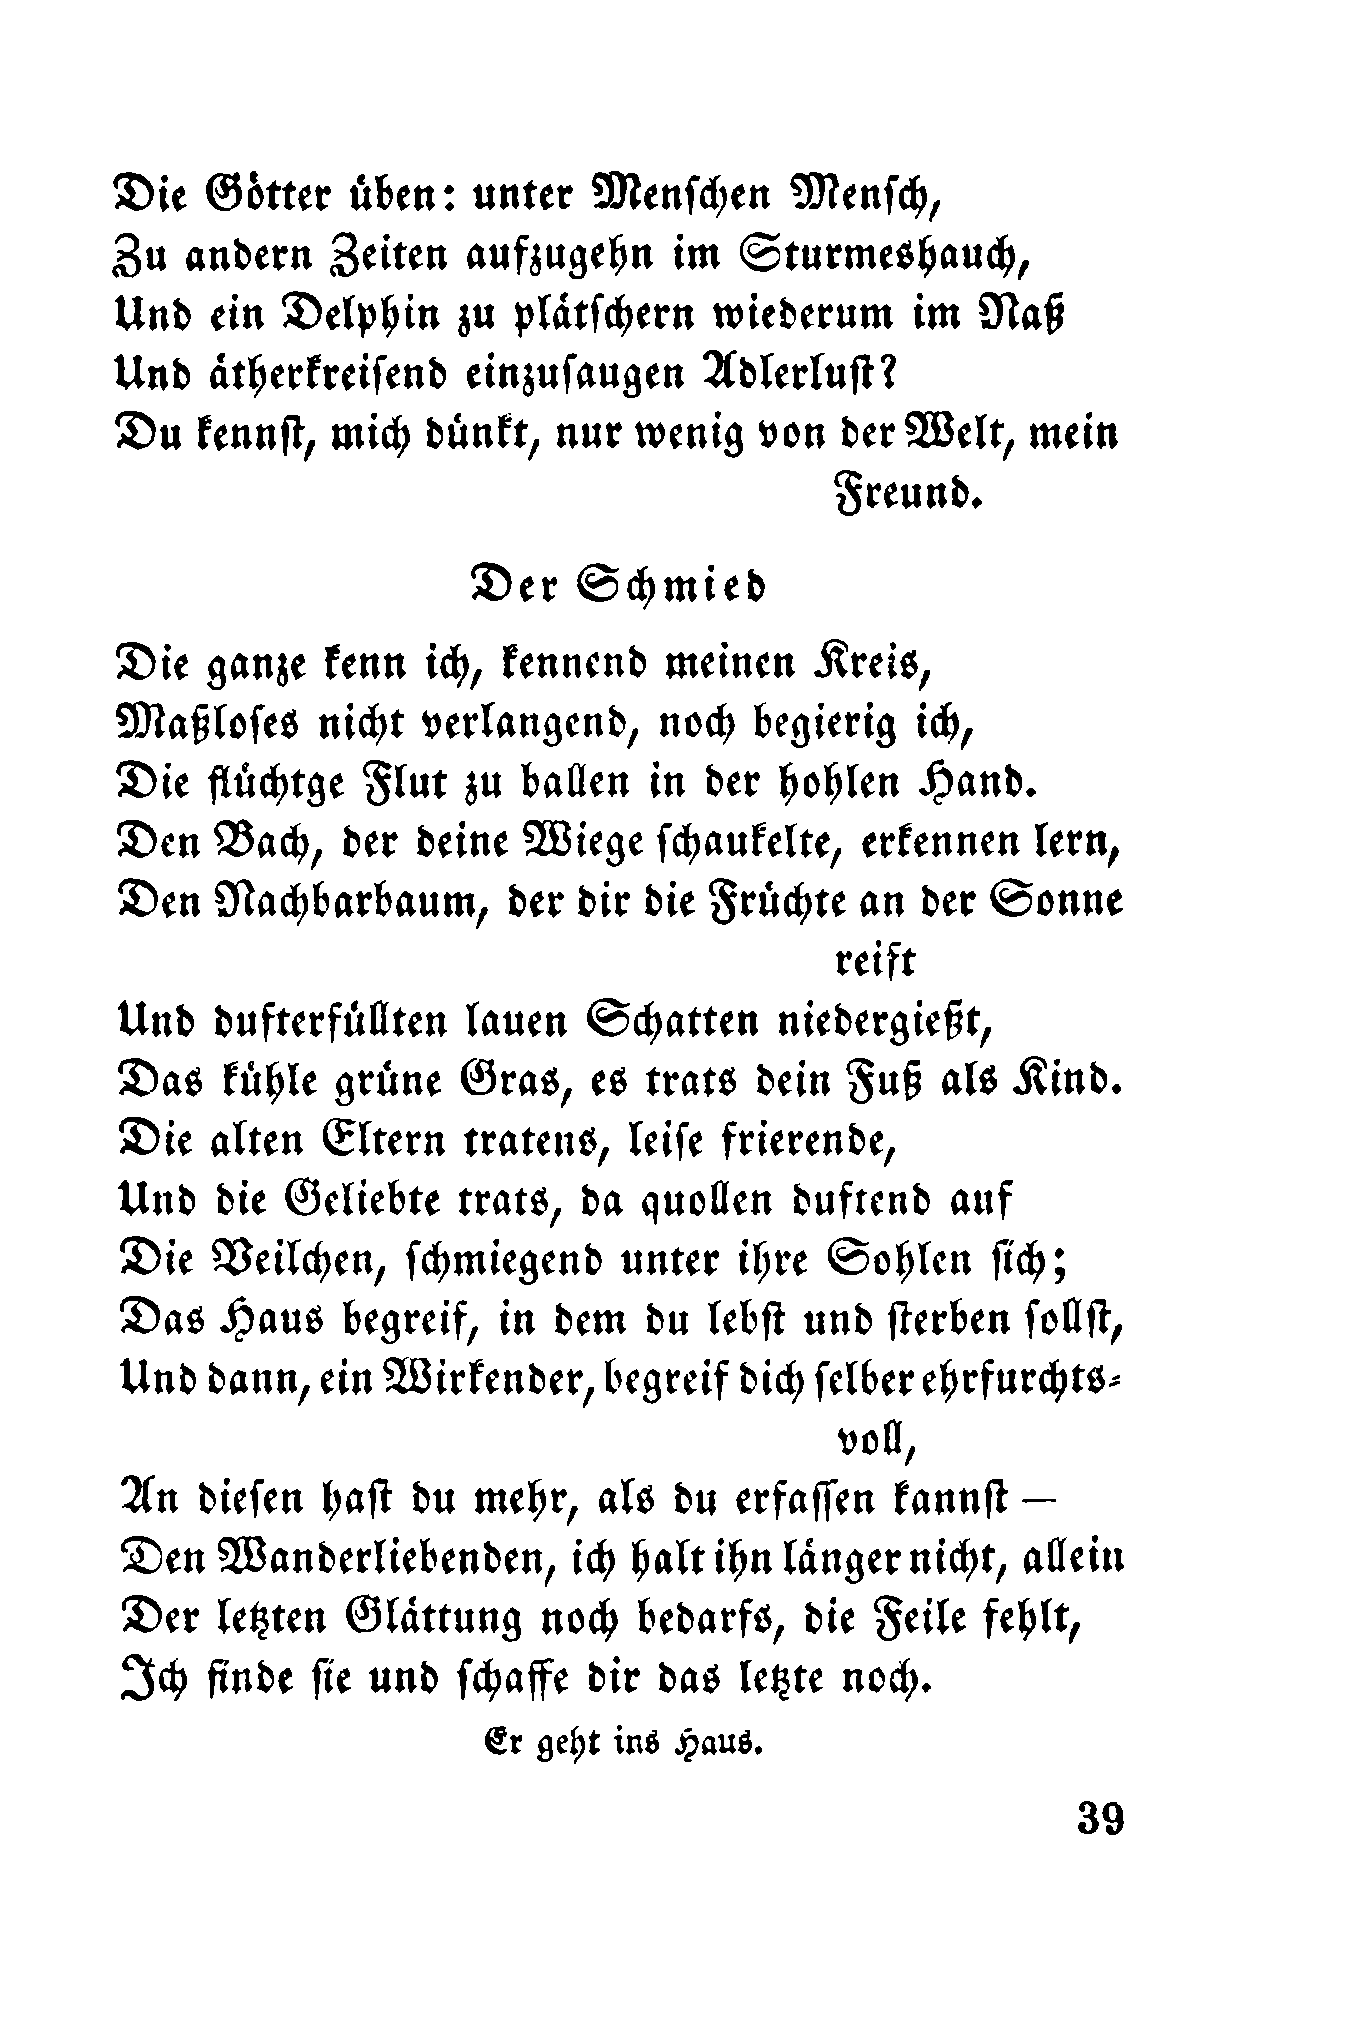 Die Götter üben: unter Menschen Mensch,
Zu andern Zeiten aufzugehn im Sturmeshauch,
Und ein Delphin zu plätschern wiederum im Naß
Und ätherkreisend einzusaugen Adlerlust?
Du kennst, mich dünkt, nur wenig von der Welt, mein
Freund.
Der Schmied
Die ganze kenn ich, kennend meinen Kreis,
Maßloses nicht verlangend, noch begierig ich,
Die flüchtge Flut zu ballen in der hohlen Hand.
Den Bach, der deine Wiege schaukelte, erkennen lern,
Den Nachbarbaum, der dir die Früchte an der Sonne
reift
Und dufterfüllten lauen Schatten niedergießt,
Das kühle grüne Gras, es trats dein Fuß als Kind.
Die alten Eltern tratens, leise frierende,
Und die Geliebte trats, da quollen duftend auf
Die Veilchen, schmiegend unter ihre Sohlen sich;
Das Haus begreif, in dem du lebst und sterben sollst,
Und dann, ein Wirkender, begreif dich selber ehrfurchts-
voll,
An diesen hast du mehr, als du erfassen kannst —
Den Wanderliebenden, ich halt ihn länger nicht, allein
Der letzten Glättung noch bedarfs, die Feile fehlt,
Ich finde sie und schaffe dir das letzte noch.
Er geht ins Haus.
39